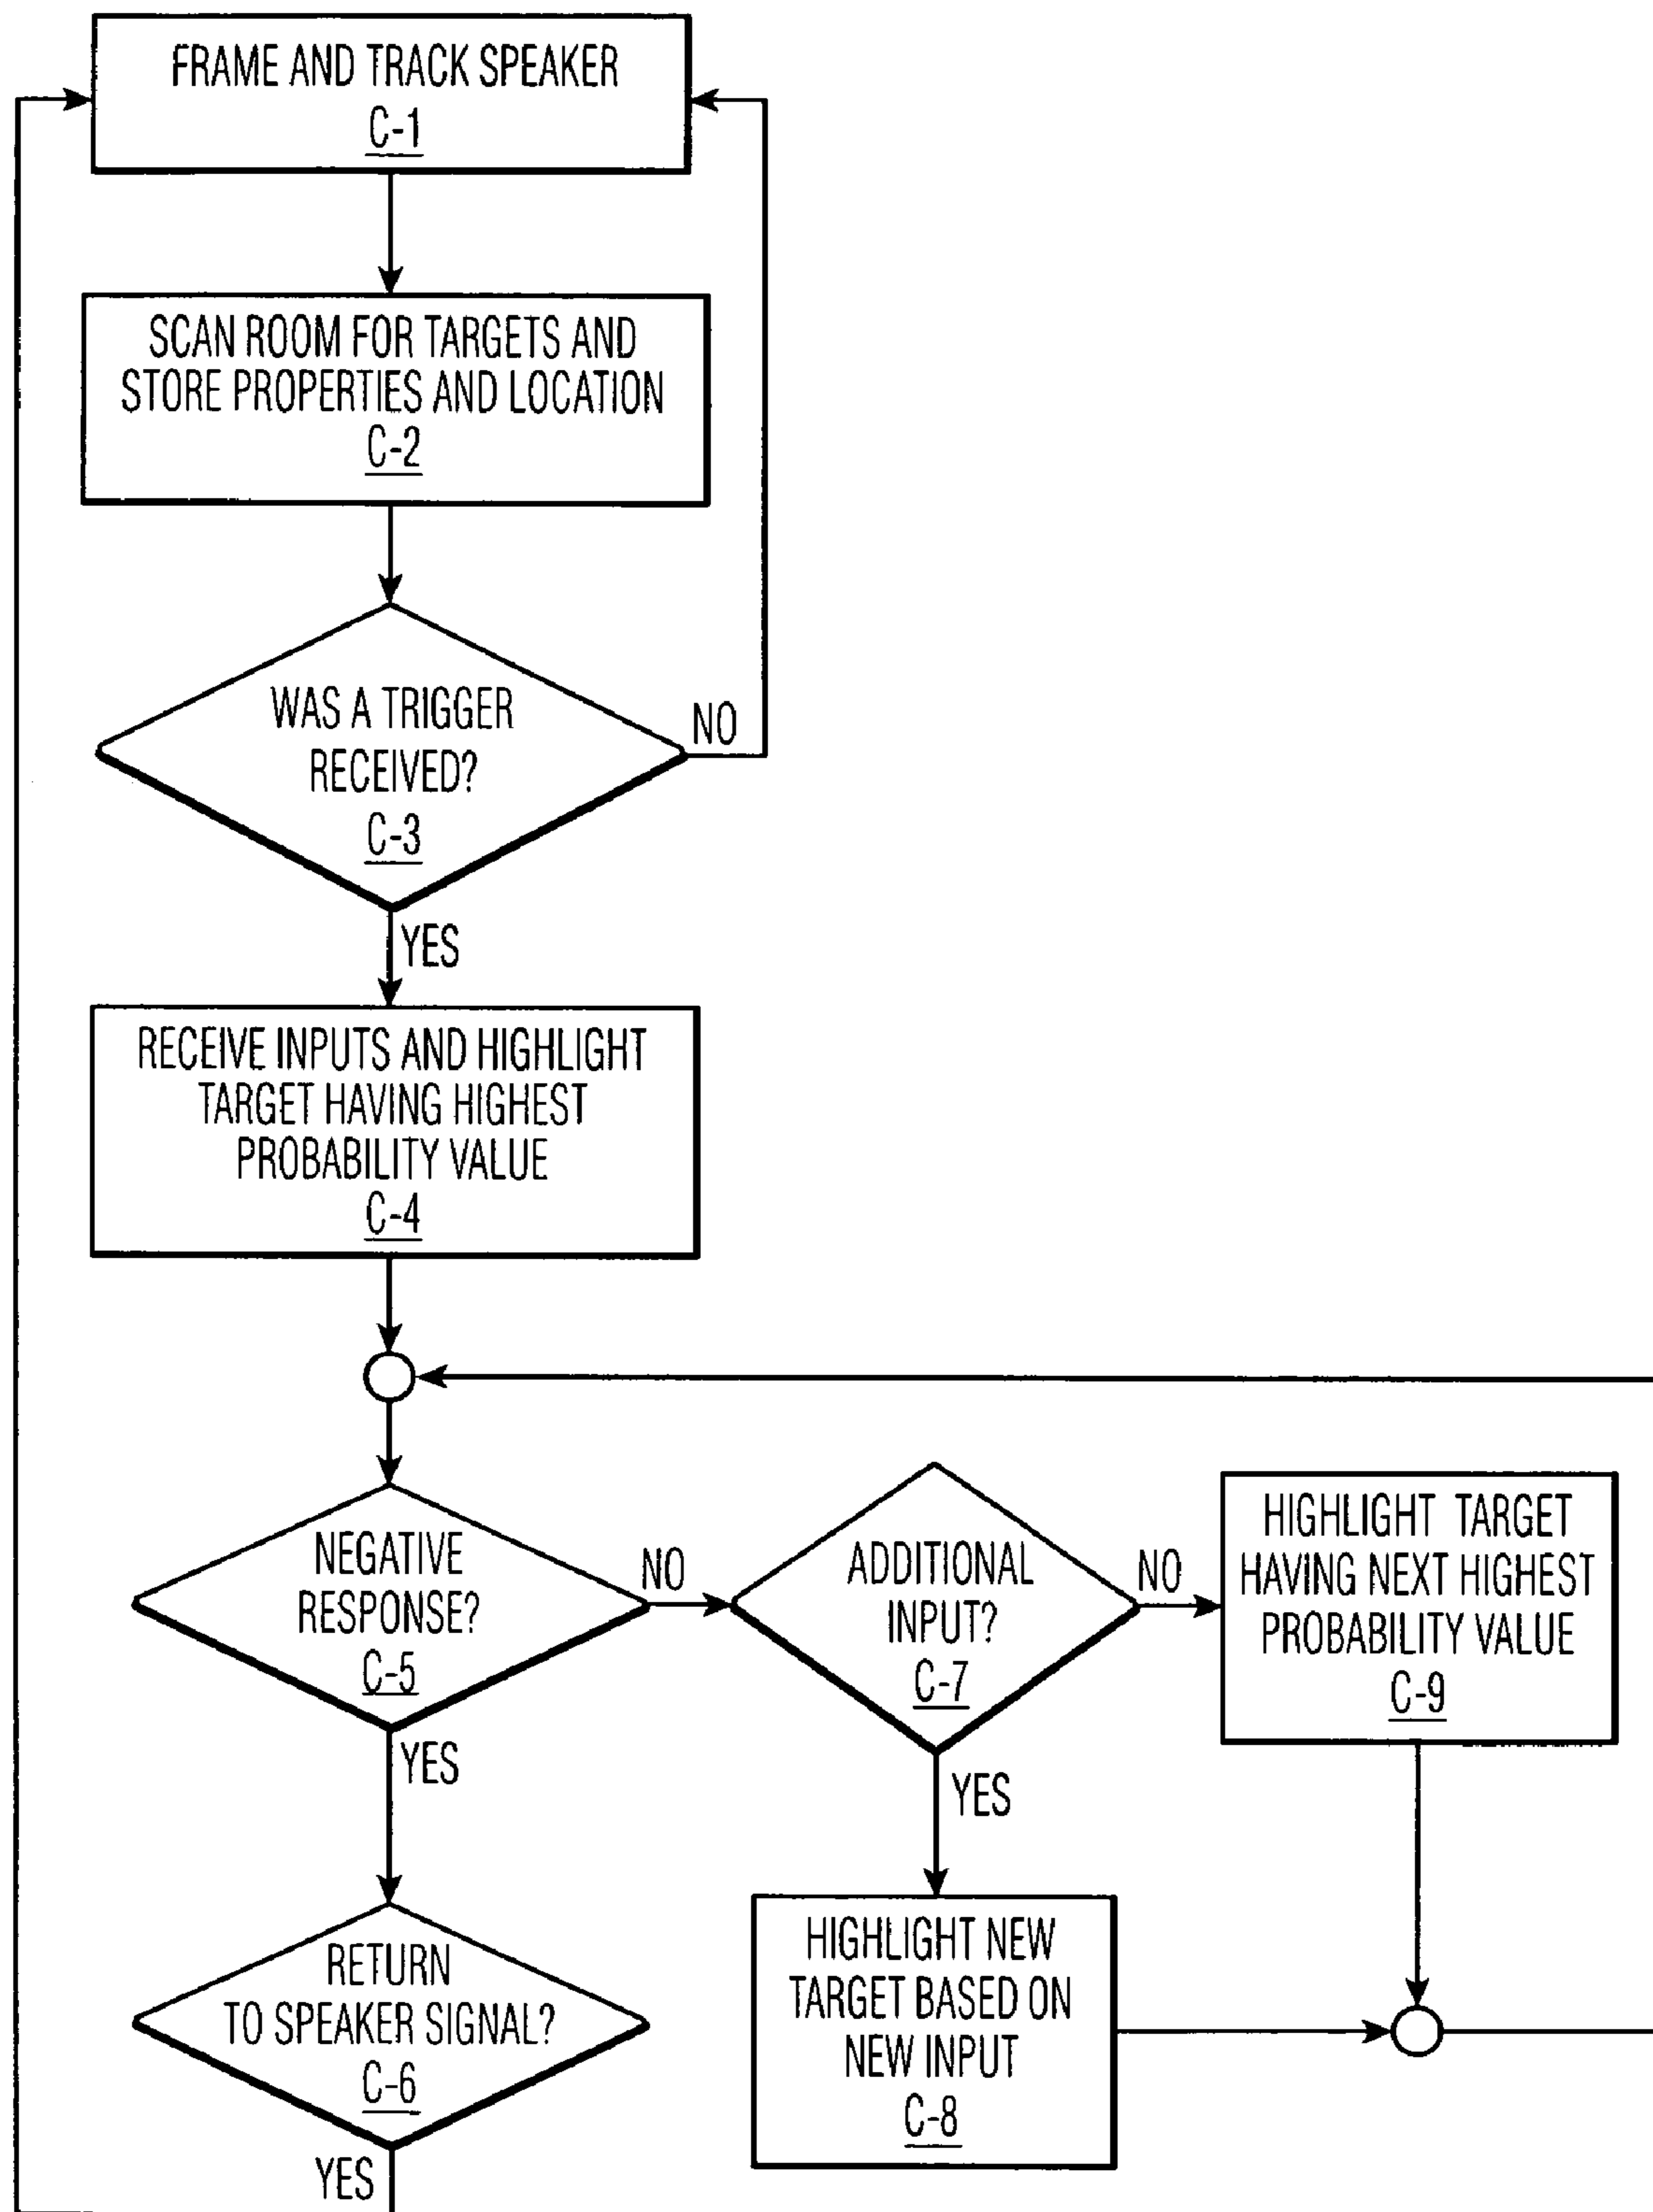 FRAME AND TRACK SPEAKER
C-1
SCAN ROOM FOR TARGETS AND
STORE PROPERTIES AND LOCATION
C-2
WAS A TRIGGER
RECEIVED?
C-3
NO
YES
RECEIVE INPUTS AND HIGHLIGHT
TARGET HAVING HIGHEST
PROBABILITY VALUE
C-4
NEGATIVE
RESPONSE?
C-5
NO
YES
ADDITIONAL
INPUT?
C-7
NO
YES
HIGHLIGHT TARGET
HAVING NEXT HIGHEST
PROBABILITY VALUE
C-9
RETURN
TO SPEAKER SIGNAL?
C-6
YES
HIGHLIGHT NEW
TARGET BASED ON
NEW INPUT
C-8